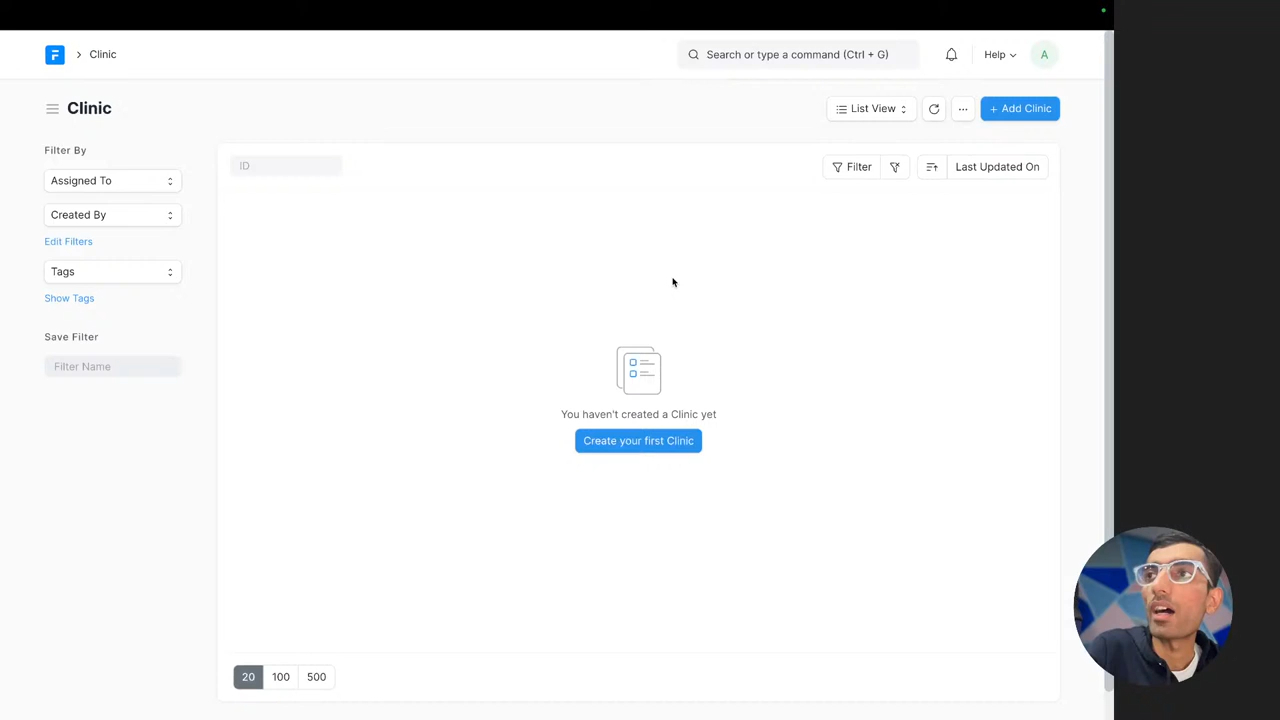 Clinic
Search or type a command (Ctrl + G)
Help
A
Clinic
List View
...
+ Add Clinic
Filter By
Assigned To
Created By
Edit Filters
Tags
Show Tags
Save Filter
Filter Name
ID
Filter
Last Updated On
You haven't created a Clinic yet
Create your first Clinic
20
100
500